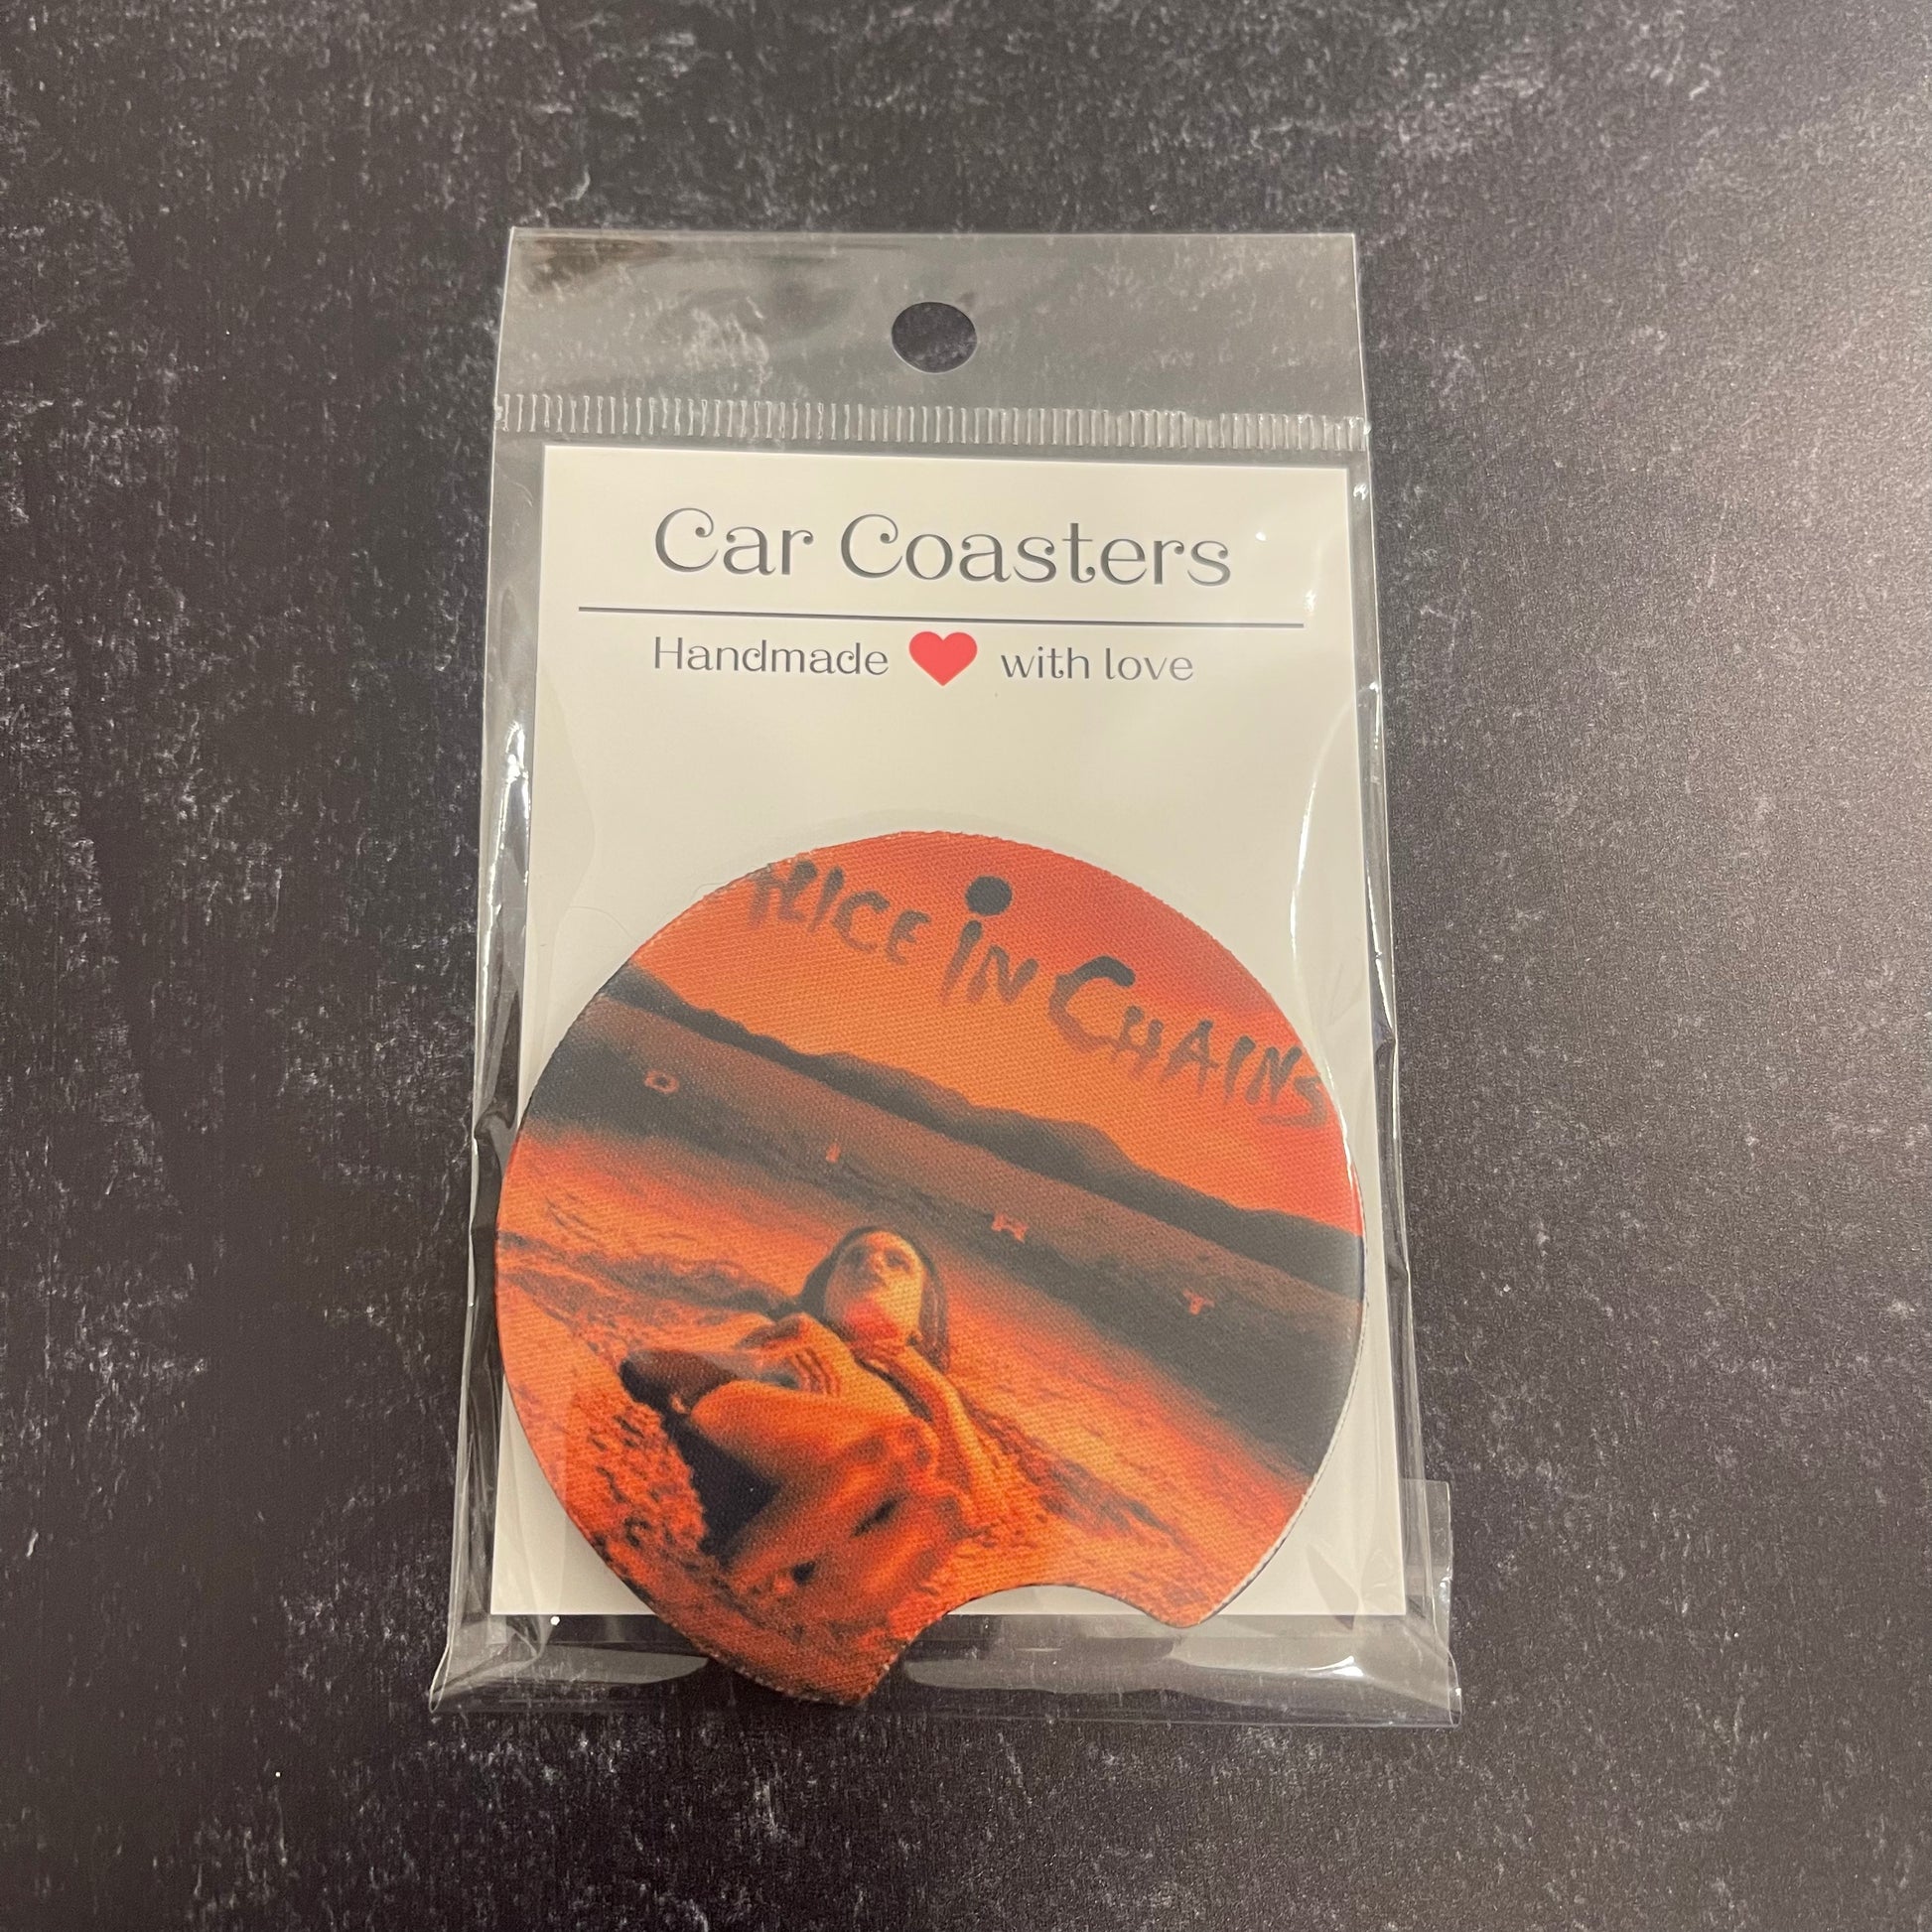 Car Coasters
Handmade with love
ALICE IN CHAINS
D I R T